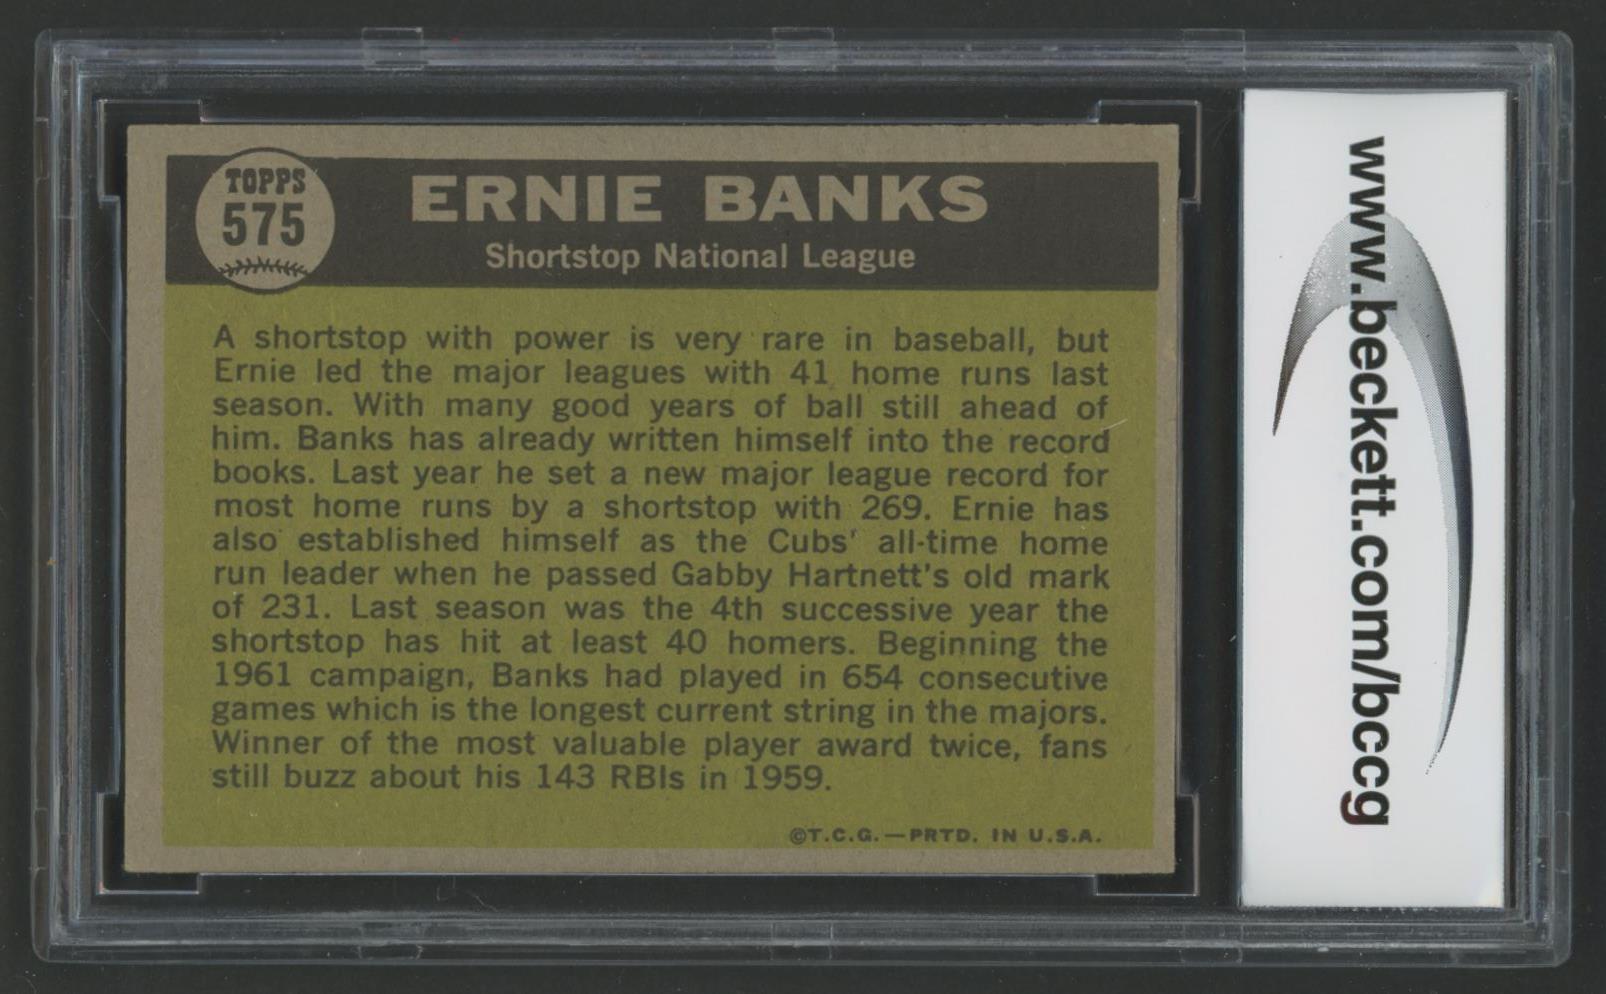 TOPPS
575
ERNIE BANKS
Shortstop National League
A shortstop with power is very rare in baseball, but
Ernie led the major leagues with 41 home runs last
season. With many good years of ball still ahead of
him. Banks has already written himself into the record
books. Last year he set a new major league record for
most home runs by a shortstop with 269. Ernie has
also established himself as the Cubs' all-time home
run leader when he passed Gabby Hartnett's old mark
of 231. Last season was the 4th successive year the
shortstop has hit at least 40 homers. Beginning the
1961 campaign, Banks had played in 654 consecutive
games which is the longest current string in the majors.
Winner of the most valuable player award twice, fans
still buzz about his 143 RBIs in 1959.
©T.C.G.—PRTD. IN U.S.A.
www.beckett.com/bccg